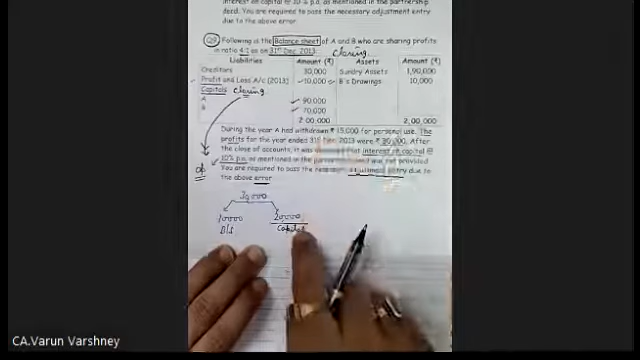 interest on capital @ 10 % p.a. as mentioned in the partnership
deed. You are required to pass the necessary adjustment entry
due to the above error.
Q3 Following is the Balance sheet of A and B who are sharing profits
in ratio 4:1 as on 31st Dec. 2013: closing
Liabilities Amount (₹) Assets Amount (₹)
Creditors 30,000 Sundry Assets 1,90,000
Profit and Loss A/c (2013) 10,000 B's Drawings 10,000
Capitals closing
A 90,000
B 70,000
2,00,000 2,00,000
During the year A had withdrawn ₹ 15,000 for personal use. The
profits for the year ended 31st Dec 2013 were ₹ 30,000. After
the close of accounts, it was that interest on capital @
10% p.a. as mentioned in the was not provided
You are required to pass the adjustment entry due to
the above error.
op
30000
10000 20000
B/S Capital
CA.Varun Varshney